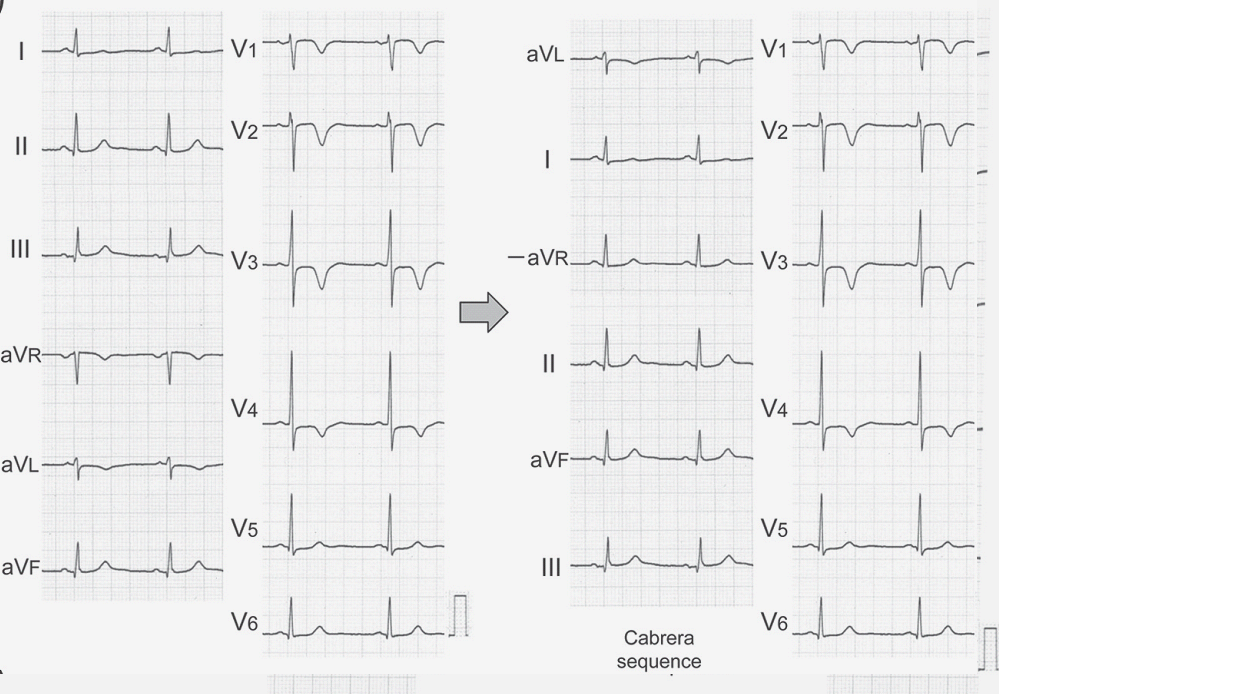 )
I
II
III
aVR
aVL
aVF
V1
V2
V3
V4
V5
V6
aVL
I
–aVR
II
aVF
III
Cabrera
sequence
V1
V2
V3
V4
V5
V6